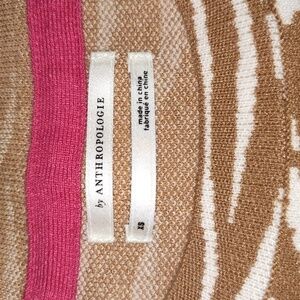 by ANTHROPOLOGIE
made in china
fabriqué en chine
XS